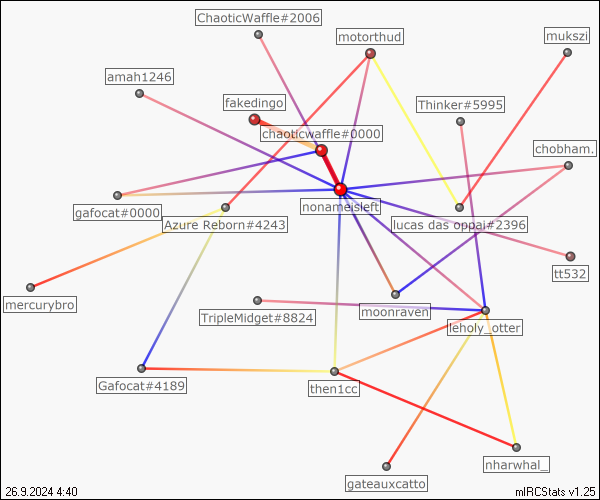 ChaoticWaffle#2006
motorthud
mukszi
amah1246
fakedingo
Thinker#5995
chaoticwaffle#0000
chobham.
nonameisleft
gafocat#0000
Azure Reborn#4243
lucas das oppai#2396
tt532
mercurybro
TripleMidget#8824
moonraven
leholy_otter
Gafocat#4189
then1cc
nharwhal_
gateauxcatto
26.9.2024 4:40
mIRCStats v1.25